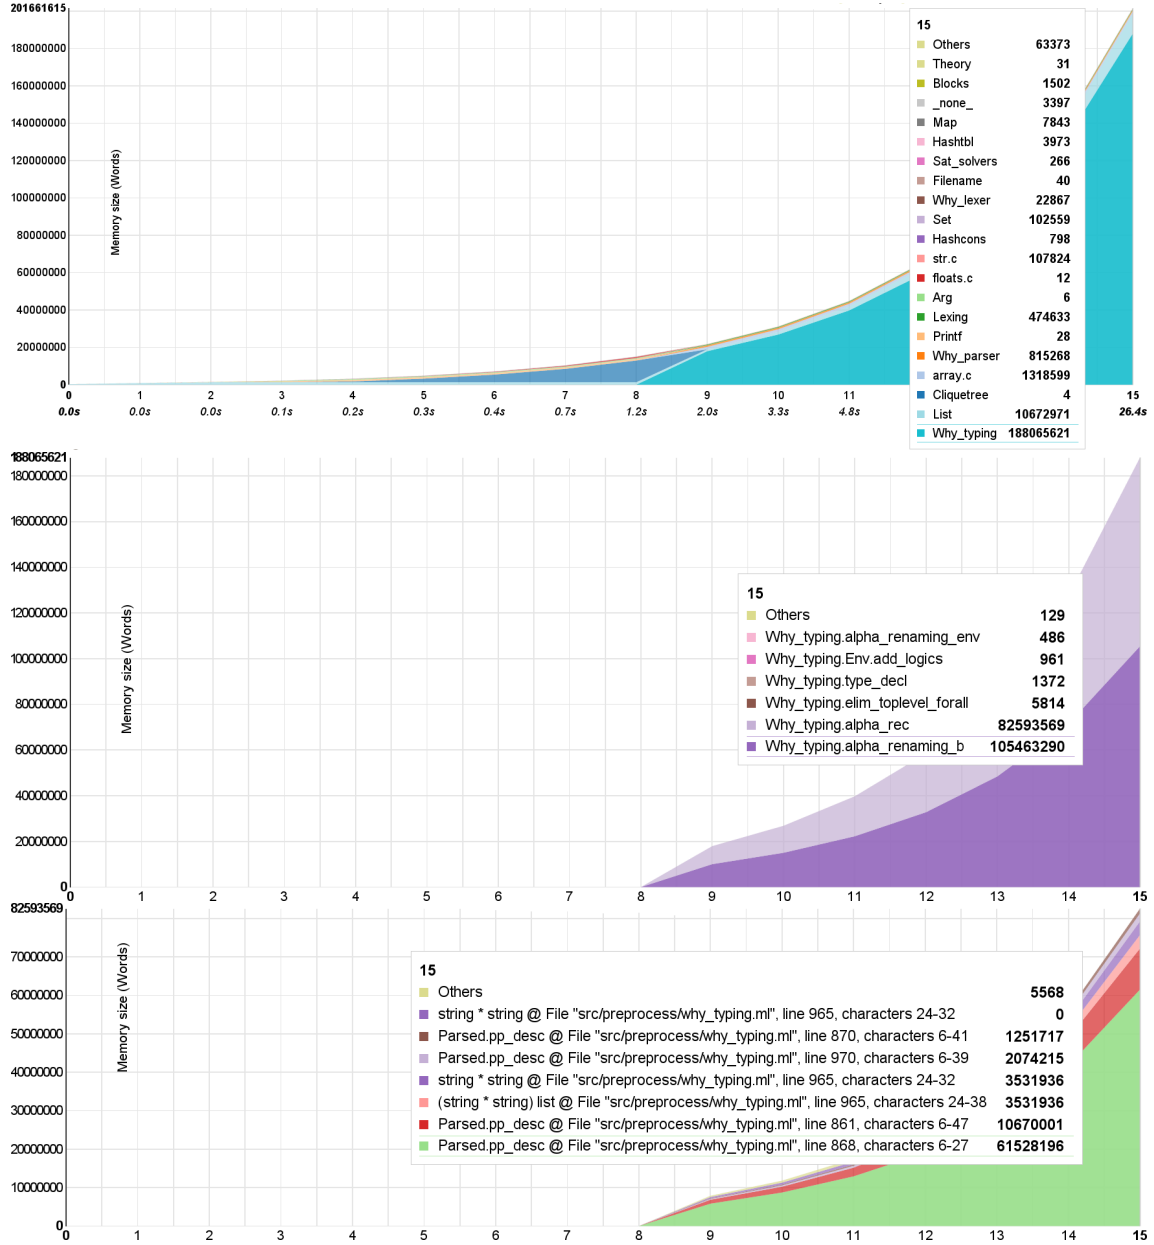 201661615
180000000
160000000
140000000
120000000
100000000
80000000
60000000
40000000
20000000
0
Memory size (Words)
0 1 2 3 4 5 6 7 8 9 10 11 15
0.0s 0.0s 0.0s 0.1s 0.2s 0.3s 0.4s 0.7s 1.2s 2.0s 3.3s 4.8s 26.4s
15
Others 63373
Theory 31
Blocks 1502
_none_ 3397
Map 7843
Hashtbl 3973
Sat_solvers 266
Filename 40
Why_lexer 22867
Set 102559
Hashcons 798
str.c 107824
floats.c 12
Arg 6
Lexing 474633
Printf 28
Why_parser 815268
array.c 1318599
Cliquetree 4
List 10672971
Why_typing 188065621
188065621
180000000
160000000
140000000
120000000
100000000
80000000
60000000
40000000
20000000
0
Memory size (Words)
0 1 2 3 4 5 6 7 8 9 10 11 12 13 14 15
15
Others 129
Why_typing.alpha_renaming_env 486
Why_typing.Env.add_logics 961
Why_typing.type_decl 1372
Why_typing.elim_toplevel_forall 5814
Why_typing.alpha_rec 82593569
Why_typing.alpha_renaming_b 105463290
82593569
70000000
60000000
50000000
40000000
30000000
20000000
10000000
0
Memory size (Words)
0 1 2 3 4 5 6 7 8 9 10 11 12 13 14 15
15
Others 5568
string * string @ File "src/preprocess/why_typing.ml", line 965, characters 24-32 0
Parsed.pp_desc @ File "src/preprocess/why_typing.ml", line 870, characters 6-41 1251717
Parsed.pp_desc @ File "src/preprocess/why_typing.ml", line 970, characters 6-39 2074215
string * string @ File "src/preprocess/why_typing.ml", line 965, characters 24-32 3531936
(string * string) list @ File "src/preprocess/why_typing.ml", line 965, characters 24-38 3531936
Parsed.pp_desc @ File "src/preprocess/why_typing.ml", line 861, characters 6-47 10670001
Parsed.pp_desc @ File "src/preprocess/why_typing.ml", line 868, characters 6-27 61528196